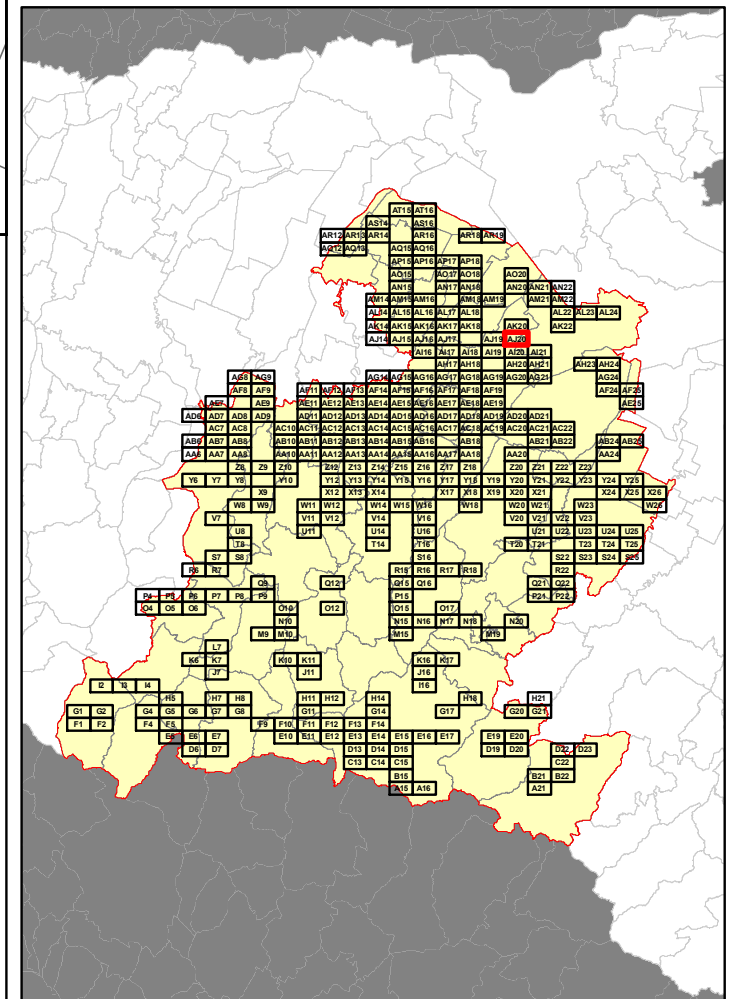 AT15 AT16
AS14 AS16
AR12 AR13 AR14 AR16 AR18 AR19
AQ12 AQ13 AQ15 AQ16
AP15 AP16 AP17 AP18
AO15 AO17 AO18 AO20
AN15 AN17 AN18 AN20 AN21 AN22
AM14 AM15 AM16 AM18 AM19 AM21 AM22
AL14 AL15 AL16 AL17 AL18 AL22 AL23 AL24
AK14 AK15 AK16 AK17 AK18 AK20 AK22
AJ14 AJ15 AJ16 AJ17 AJ19 AJ20
AI16 AI17 AI18 AI19 AI20 AI21
AH17 AH18 AH20 AH21 AH23 AH24
AG8 AG9 AG14 AG15 AG16 AG17 AG18 AG19 AG20 AG21 AG24
AF8 AF9 AF11 AF12 AF13 AF14 AF15 AF16 AF17 AF18 AF19 AF24 AF25
AE7 AE9 AE11 AE12 AE13 AE14 AE15 AE16 AE17 AE18 AE19 AE25
AD6 AD7 AD8 AD9 AD11 AD12 AD13 AD14 AD15 AD16 AD17 AD18 AD19 AD20 AD21
AC7 AC8 AC10 AC11 AC12 AC13 AC14 AC15 AC16 AC17 AC18 AC19 AC20 AC21 AC22
AB6 AB7 AB8 AB10 AB11 AB12 AB13 AB14 AB15 AB16 AB18 AB21 AB22 AB24 AB25
AA6 AA7 AA8 AA10 AA11 AA12 AA13 AA14 AA15 AA16 AA17 AA18 AA20 AA24
Z8 Z9 Z10 Z12 Z13 Z14 Z15 Z16 Z17 Z18 Z20 Z21 Z22 Z23
Y6 Y7 Y8 Y10 Y12 Y13 Y14 Y15 Y16 Y17 Y18 Y19 Y20 Y21 Y22 Y23 Y24 Y25
X9 X12 X13 X14 X17 X18 X19 X20 X21 X24 X25 X26
W8 W9 W11 W12 W14 W15 W16 W18 W20 W21 W23 W26
V7 V11 V12 V14 V16 V20 V21 V22 V23
U8 U11 U14 U16 U21 U22 U23 U24 U25
T8 T14 T16 T20 T21 T23 T24 T25
S7 S8 S16 S22 S23 S24 S25
R6 R7 R15 R16 R17 R18 R22
Q9 Q12 Q15 Q16 Q21 Q22
P4 P5 P6 P7 P8 P9 P15 P21 P22
O4 O5 O6 O10 O12 O15 O17
N10 N15 N16 N17 N18 N20
M9 M10 M15 M19
L7
K6 K7 K10 K11 K16 K17
J7 J11 J16
I2 I3 I4 I16
H5 H7 H8 H11 H12 H14 H18 H21
G1 G2 G4 G5 G6 G7 G8 G11 G14 G17 G20 G21
F1 F2 F4 F5 F9 F10 F11 F12 F13 F14
E5 E6 E7 E10 E11 E12 E13 E14 E15 E16 E17 E19 E20
D6 D7 D13 D14 D15 D19 D20 D22 D23
C13 C14 C15 C22
B15 B21 B22
A15 A16 A21